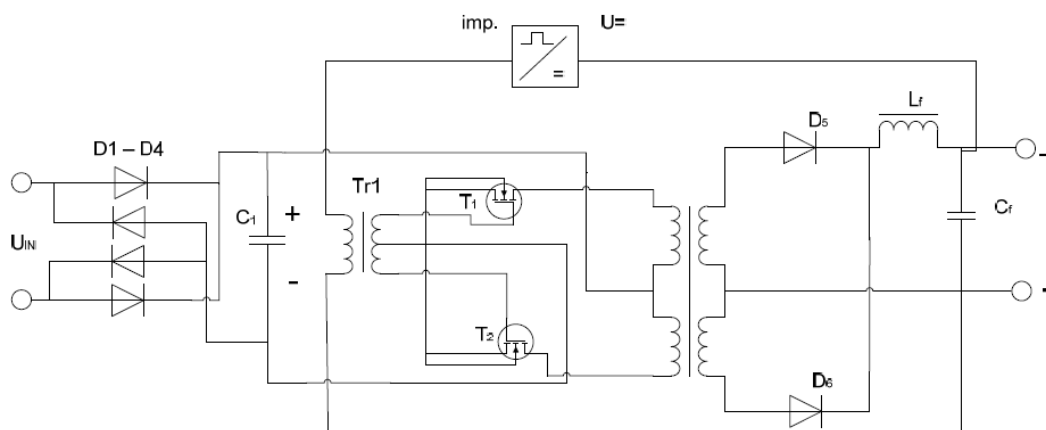 imp. U=
=
Lf
D5
D1 – D4
Tr1
T1
C1
+
Cf
UIN
-
T2
D6